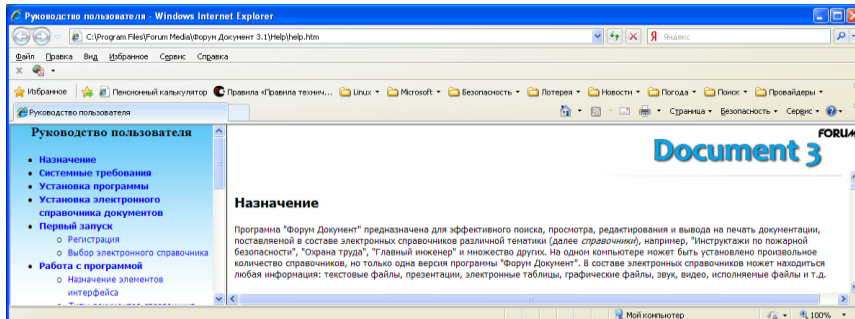 Руководство пользователя - Windows Internet Explorer
C:\Program Files\Forum Media\Форум Документ 3.1\Help\help.htm
Яндекс
Файл Правка Вид Избранное Сервис Справка
Избранное Пенсионный калькулятор Правила «Правила технич... Linux Microsoft Безопасность Лотерея Новости Погода Поиск Провайдеры
Руководство пользователя
Страница Безопасность Сервис
Руководство пользователя
Назначение
Системные требования
Установка программы
Установка электронного
справочника документов
Первый запуск
Регистрация
Выбор электронного справочника
Работа с программой
Назначение элементов
интерфейса
FORUM
Document 3
Назначение
Программа "Форум Документ" предназначена для эффективного поиска, просмотра, редактирования и вывода на печать документации,
поставляемой в составе электронных справочников различной тематики (далее справочники), например, "Инструктажи по пожарной
безопасности", "Охрана труда", "Главный инженер" и множество других. На одном компьютере может быть установлено произвольное
количество справочников, но только одна версия программы "Форум Документ". В составе электронных справочников может находиться
любая информация: текстовые файлы, презентации, электронные таблицы, графические файлы, звук, видео, исполняемые файлы и т.д.
Мой компьютер
100%